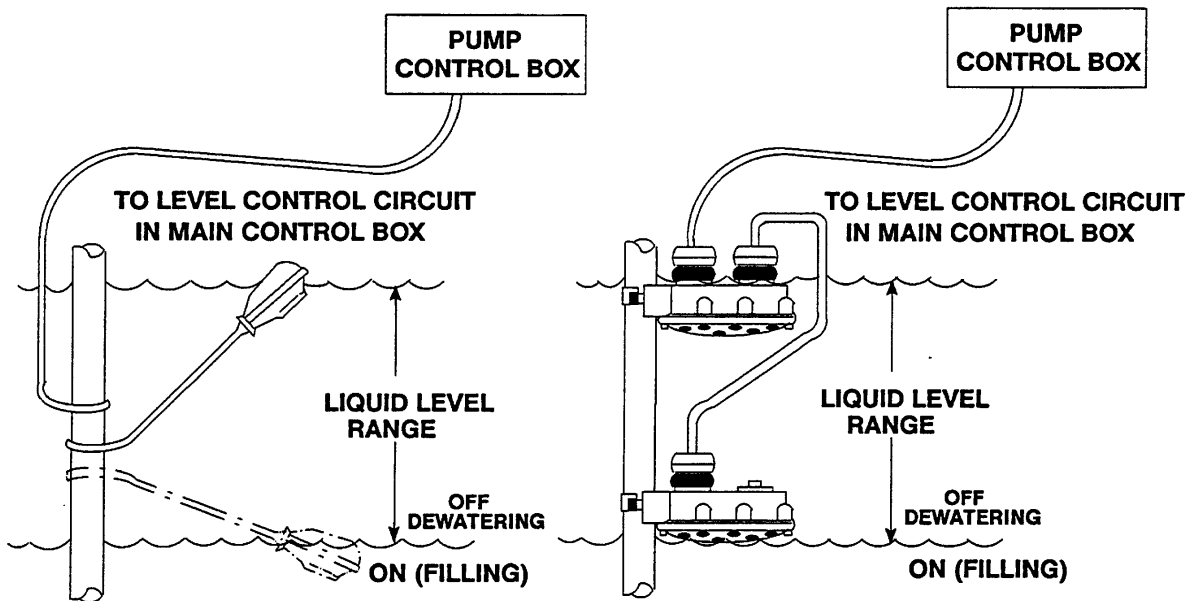 PUMP
CONTROL BOX
TO LEVEL CONTROL CIRCUIT
IN MAIN CONTROL BOX
LIQUID LEVEL
RANGE
OFF
DEWATERING
ON (FILLING)
PUMP
CONTROL BOX
TO LEVEL CONTROL CIRCUIT
IN MAIN CONTROL BOX
LIQUID LEVEL
RANGE
OFF
DEWATERING
ON (FILLING)